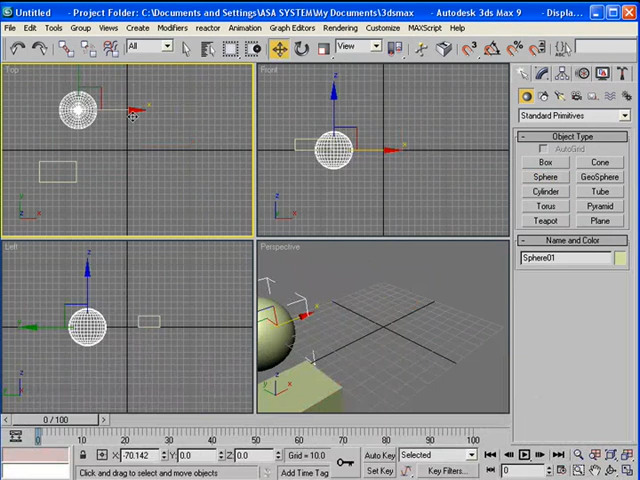 Untitled - Project Folder: C:\Documents and Settings\ASA SYSTEM\My Documents\3dsmax - Autodesk 3ds Max 9 - Displa...
File Edit Tools Group Views Create Modifiers reactor Animation Graph Editors Rendering Customize MAXScript Help
All View
Top Front
Standard Primitives
Object Type
AutoGrid
Box Cone
Sphere GeoSphere
Cylinder Tube
Torus Pyramid
Teapot Plane
Name and Color
Sphere01
Left Perspective
0 / 100
0 10 20 30 40 50 60 70 80 90 100
X: -70.142 Y: 0.0 Z: 0.0 Grid = 10.0 Auto Key Selected
Click and drag to select and move objects Add Time Tag Set Key Key Filters... 0